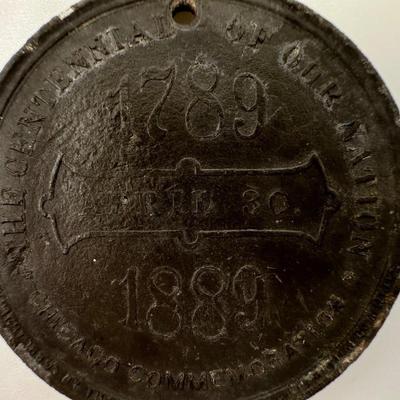 THE CENTENNIAL OF OUR NATION
1789
APRIL 30.
1889
* CHICAGO COMMEMORATION *